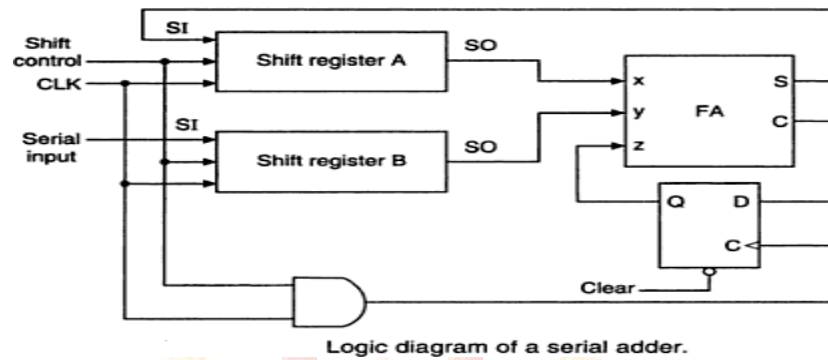 SI
Shift
control
CLK
Shift register A
SO
Serial
input
SI
Shift register B
SO
x
y
z
FA
S
C
Q
D
C
Clear
Logic diagram of a serial adder.